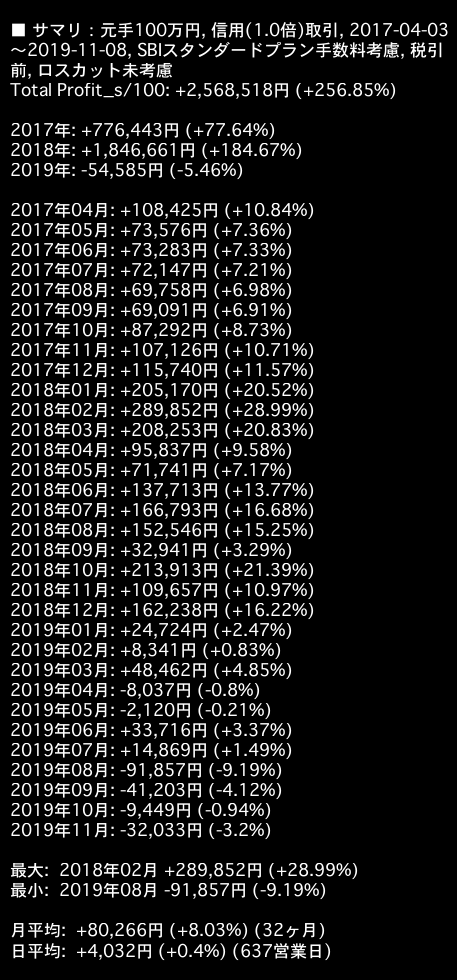 ■ サマリ：元手100万円, 信用(1.0倍)取引, 2017-04-03
～2019-11-08, SBIスタンダードプラン手数料考慮, 税引
前, ロスカット未考慮
Total Profit_s/100: +2,568,518円 (+256.85%)
2017年: +776,443円 (+77.64%)
2018年: +1,846,661円 (+184.67%)
2019年: -54,585円 (-5.46%)
2017年04月: +108,425円 (+10.84%)
2017年05月: +73,576円 (+7.36%)
2017年06月: +73,283円 (+7.33%)
2017年07月: +72,147円 (+7.21%)
2017年08月: +69,758円 (+6.98%)
2017年09月: +69,091円 (+6.91%)
2017年10月: +87,292円 (+8.73%)
2017年11月: +107,126円 (+10.71%)
2017年12月: +115,740円 (+11.57%)
2018年01月: +205,170円 (+20.52%)
2018年02月: +289,852円 (+28.99%)
2018年03月: +208,253円 (+20.83%)
2018年04月: +95,837円 (+9.58%)
2018年05月: +71,741円 (+7.17%)
2018年06月: +137,713円 (+13.77%)
2018年07月: +166,793円 (+16.68%)
2018年08月: +152,546円 (+15.25%)
2018年09月: +32,941円 (+3.29%)
2018年10月: +213,913円 (+21.39%)
2018年11月: +109,657円 (+10.97%)
2018年12月: +162,238円 (+16.22%)
2019年01月: +24,724円 (+2.47%)
2019年02月: +8,341円 (+0.83%)
2019年03月: +48,462円 (+4.85%)
2019年04月: -8,037円 (-0.8%)
2019年05月: -2,120円 (-0.21%)
2019年06月: +33,716円 (+3.37%)
2019年07月: +14,869円 (+1.49%)
2019年08月: -91,857円 (-9.19%)
2019年09月: -41,203円 (-4.12%)
2019年10月: -9,449円 (-0.94%)
2019年11月: -32,033円 (-3.2%)
最大: 2018年02月 +289,852円 (+28.99%)
最小: 2019年08月 -91,857円 (-9.19%)
月平均: +80,266円 (+8.03%) (32ヶ月)
日平均: +4,032円 (+0.4%) (637営業日)